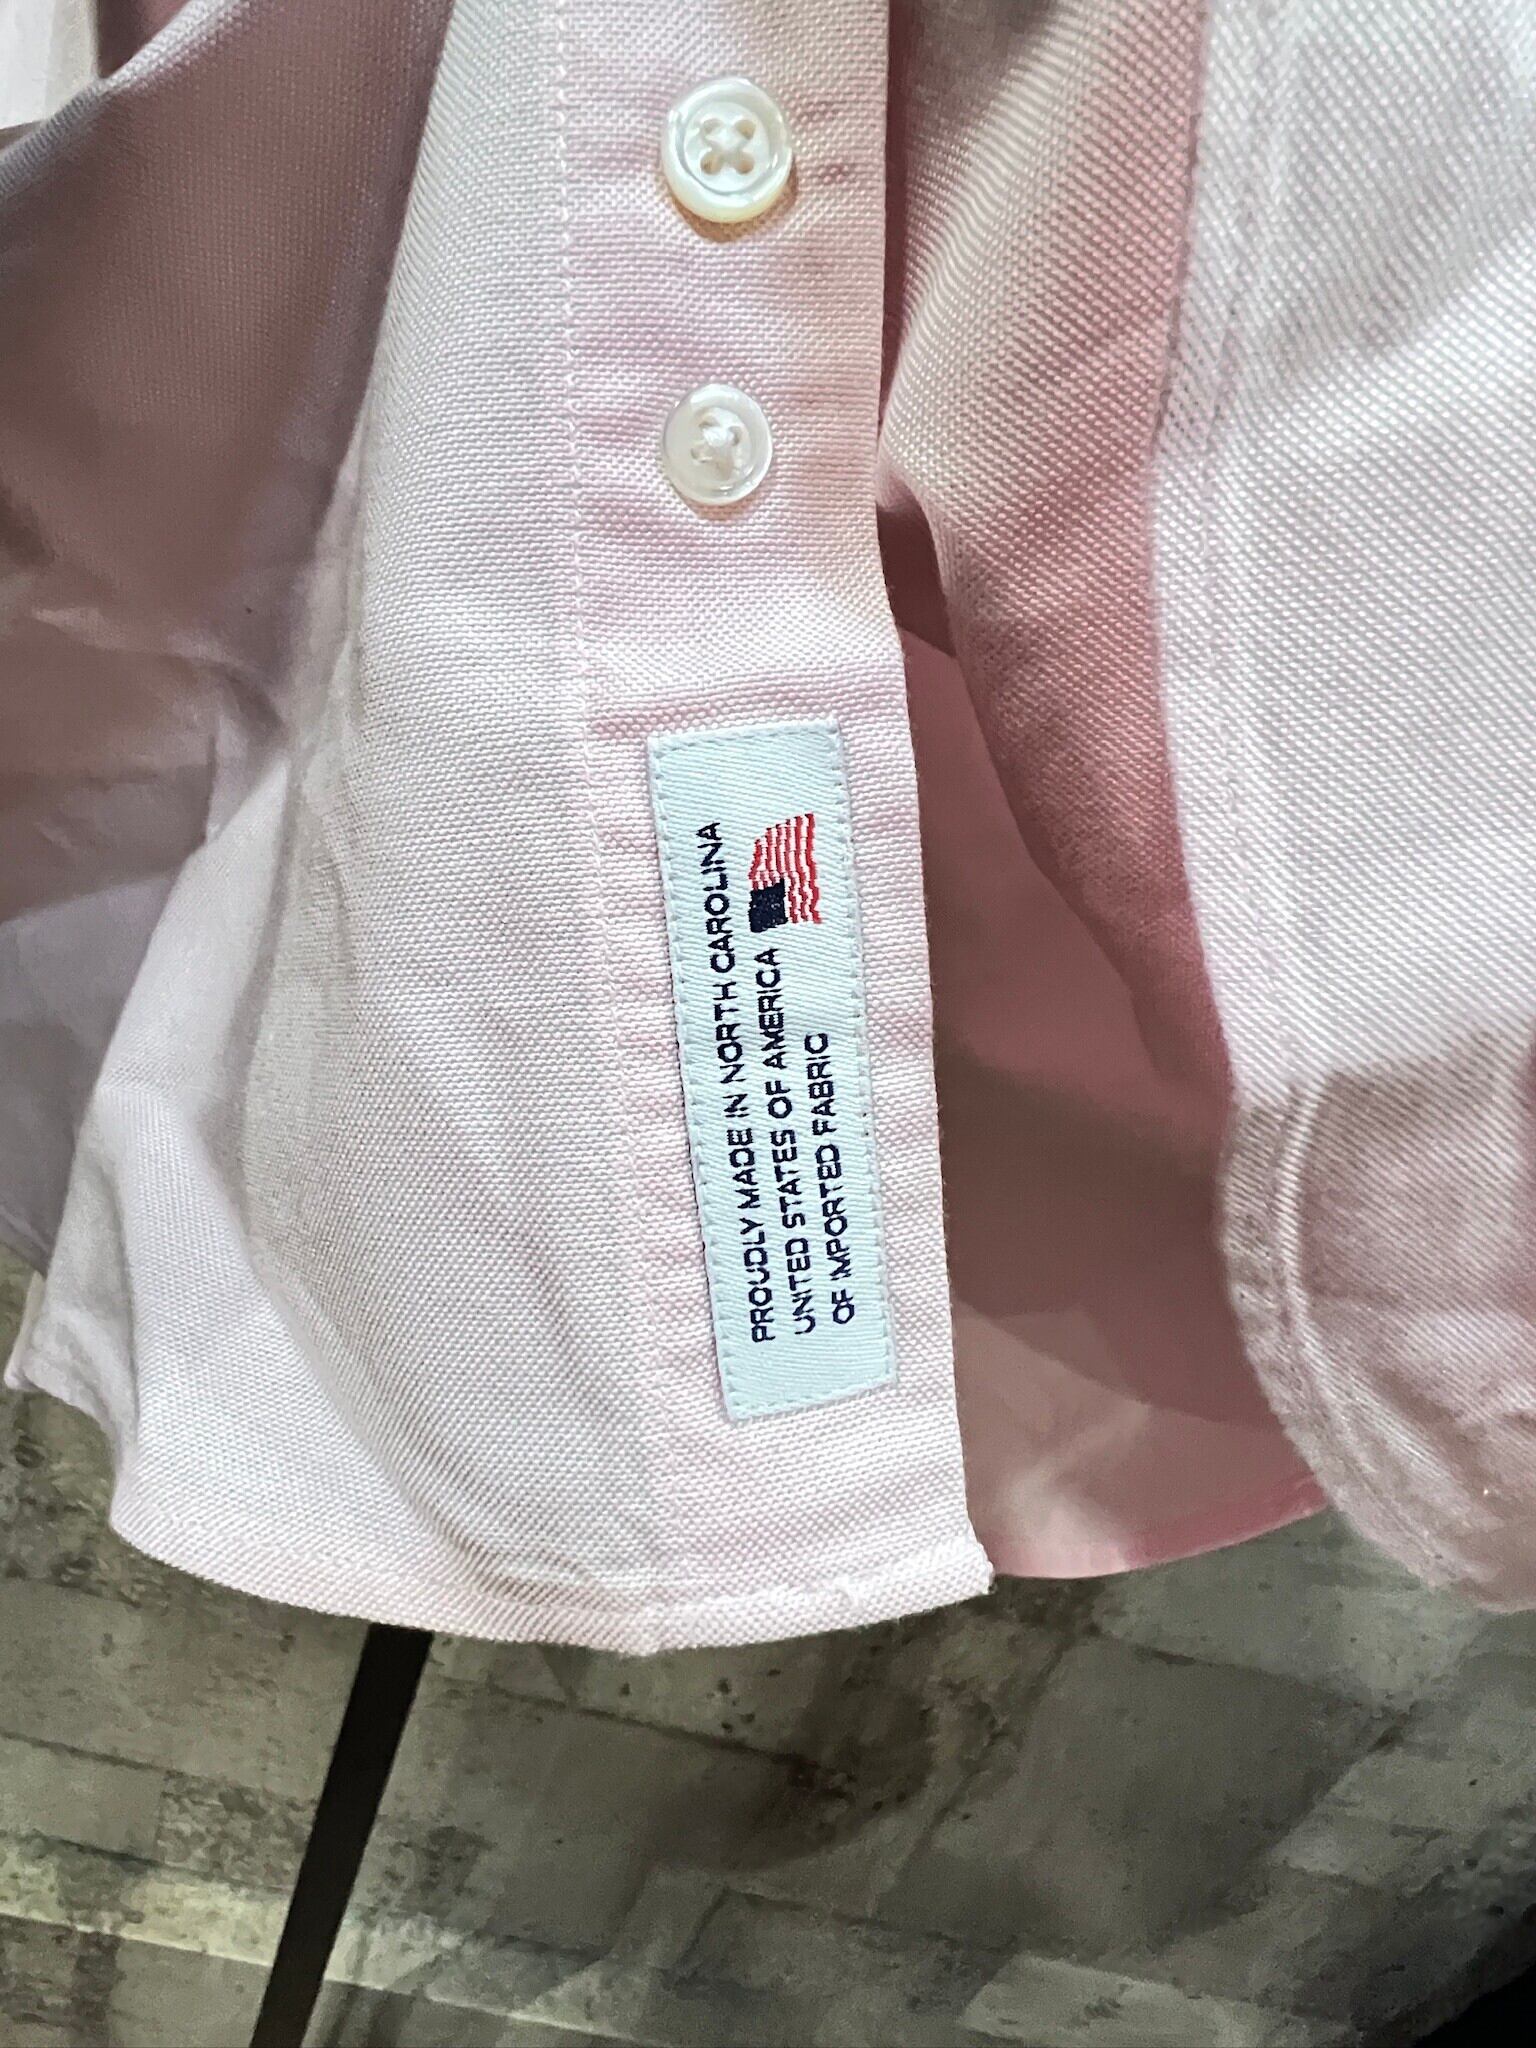 PROUDLY MADE IN NORTH CAROLINA
UNITED STATES OF AMERICA
OF IMPORTED FABRIC